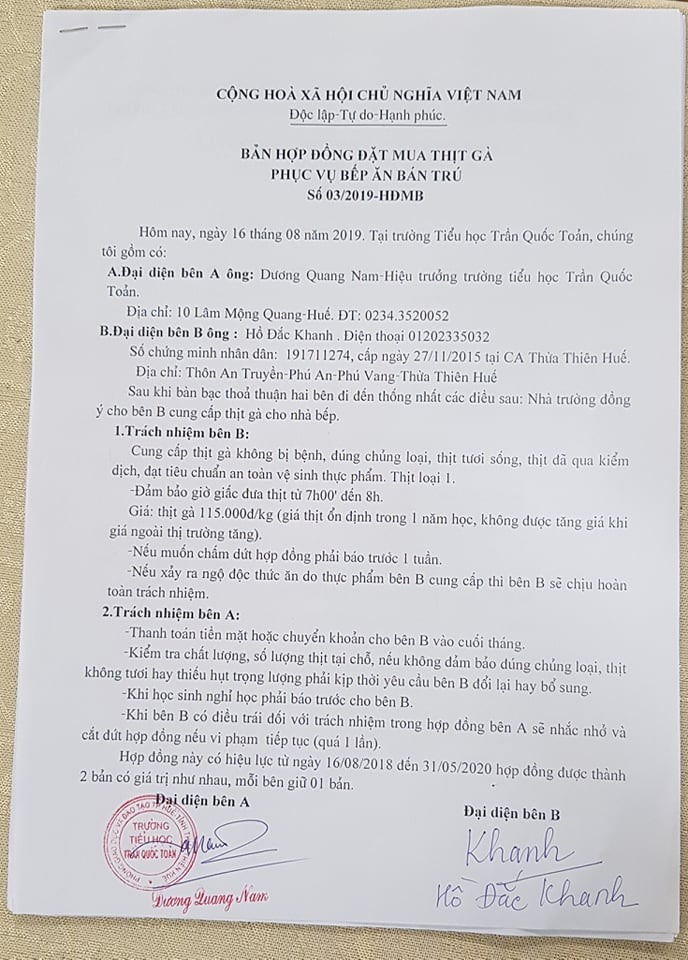 CỘNG HOÀ XÃ HỘI CHỦ NGHĨA VIỆT NAM
Độc lập-Tự do-Hạnh phúc.
BẢN HỢP ĐỒNG ĐẶT MUA THỊT GÀ
PHỤC VỤ BẾP ĂN BÁN TRÚ
Số 03/2019-HĐMB
Hôm nay, ngày 16 tháng 08 năm 2019. Tại trường Tiểu học Trần Quốc Toản, chúng
tôi gồm có:
A.Đại diện bên A ông: Dương Quang Nam-Hiệu trưởng trường tiểu học Trần Quốc
Toản.
Địa chỉ: 10 Lâm Mộng Quang-Huế. ĐT: 0234.3520052
B.Đại diện bên B ông : Hồ Đắc Khanh . Điện thoại 01202335032
Số chứng minh nhân dân: 191711274, cấp ngày 27/11/2015 tại CA Thừa Thiên Huế.
Địa chỉ: Thôn An Truyền-Phú An-Phú Vang-Thừa Thiên Huế
Sau khi bàn bạc thoả thuận hai bên đi đến thống nhất các điều sau: Nhà trường đồng
ý cho bên B cung cấp thịt gà cho nhà bếp.
1.Trách nhiệm bên B:
Cung cấp thịt gà không bị bệnh, đúng chủng loại, thịt tươi sống, thịt đã qua kiểm
dịch, đạt tiêu chuẩn an toàn vệ sinh thực phẩm. Thịt loại 1.
-Đảm bảo giờ giấc đưa thịt từ 7h00' đến 8h.
Giá: thịt gà 115.000đ/kg (giá thịt ổn định trong 1 năm học, không được tăng giá khi
giá ngoài thị trường tăng).
-Nếu muốn chấm dứt hợp đồng phải báo trước 1 tuần.
-Nếu xảy ra ngộ độc thức ăn do thực phẩm bên B cung cấp thì bên B sẽ chịu hoàn
toàn trách nhiệm.
2.Trách nhiệm bên A:
-Thanh toán tiền mặt hoặc chuyển khoản cho bên B vào cuối tháng.
-Kiểm tra chất lượng, số lượng thịt tại chỗ, nếu không đảm bảo đúng chủng loại, thịt
không tươi hay thiếu hụt trọng lượng phải kịp thời yêu cầu bên B đổi lại hay bổ sung.
-Khi học sinh nghỉ học phải báo trước cho bên B.
-Khi bên B có điều trái đối với trách nhiệm trong hợp đồng bên A sẽ nhắc nhở và
cắt dứt hợp đồng nếu vi phạm tiếp tục (quá 1 lần).
Hợp đồng này có hiệu lực từ ngày 16/08/2018 đến 31/05/2020 hợp đồng được thành
2 bản có giá trị như nhau, mỗi bên giữ 01 bản.
Đại diện bên A
Đại diện bên B
TRƯỜNG
TIỂU HỌC
TRẦN QUỐC TOẢN
Khanh
Dương Quang Nam
Hồ Đắc Khanh